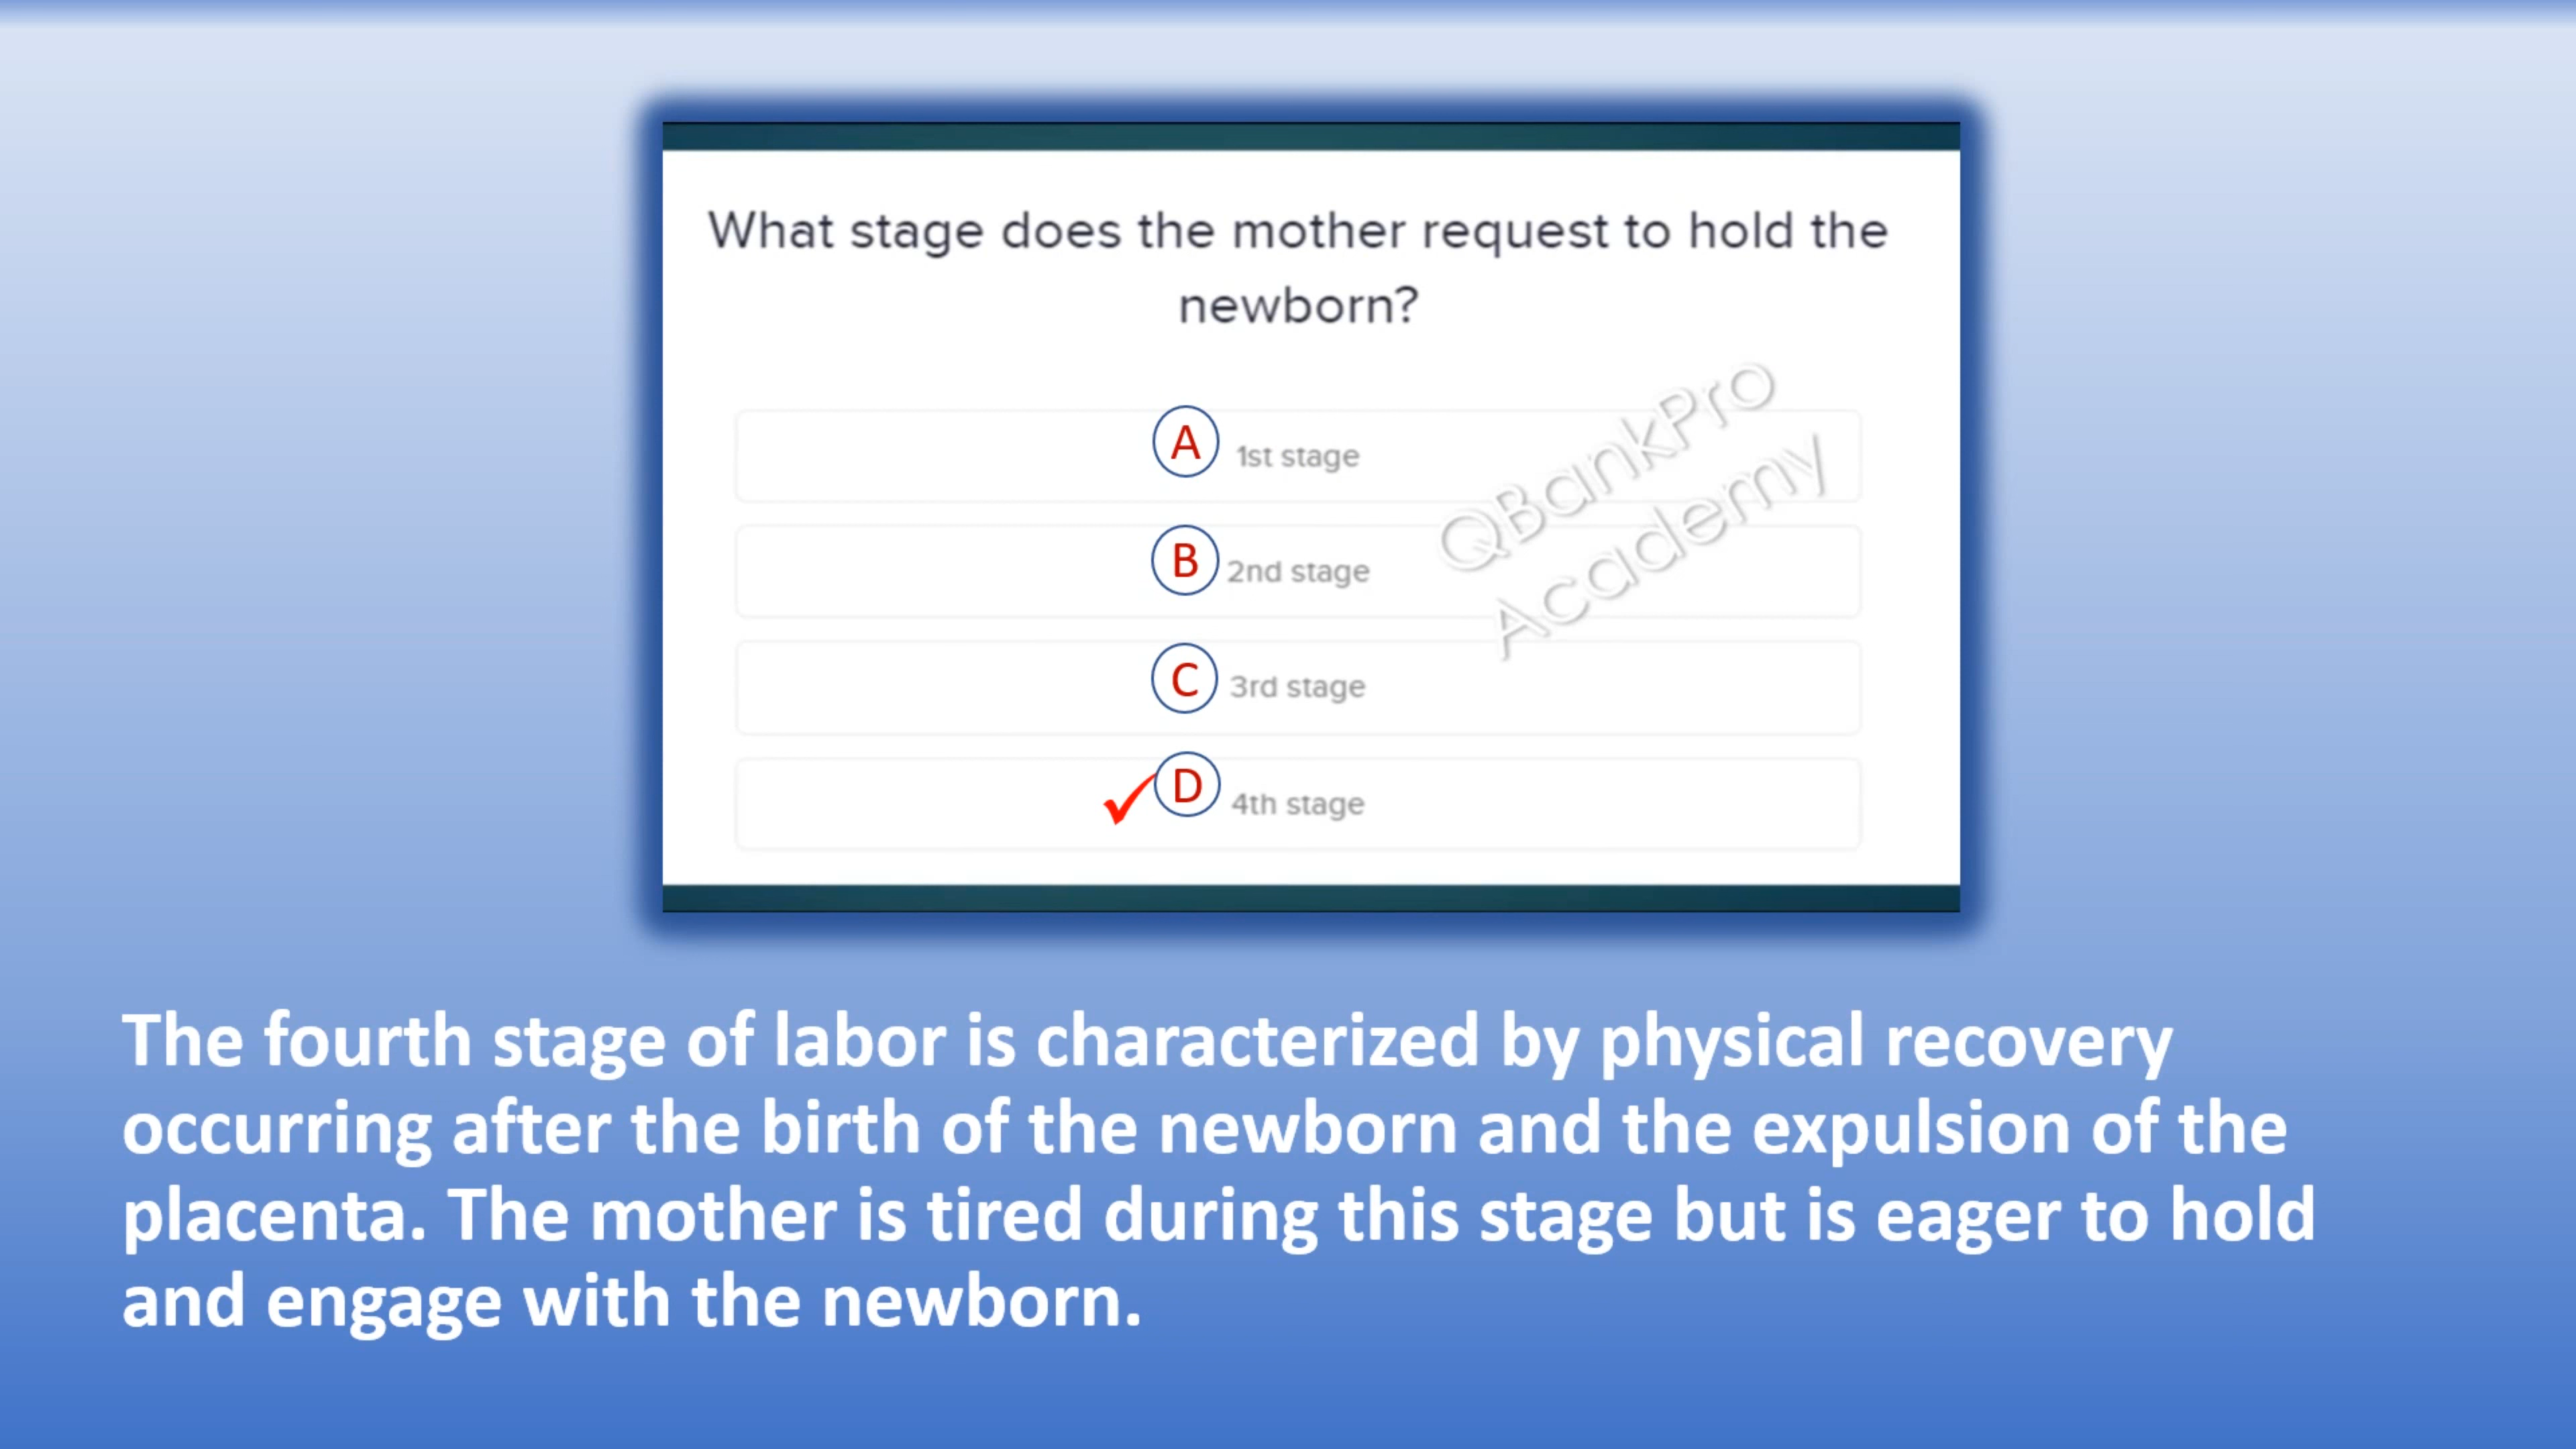 What stage does the mother request to hold the
newborn?
A 1st stage
B 2nd stage
C 3rd stage
D 4th stage
QBankPro
Academy
The fourth stage of labor is characterized by physical recovery
occurring after the birth of the newborn and the expulsion of the
placenta. The mother is tired during this stage but is eager to hold
and engage with the newborn.